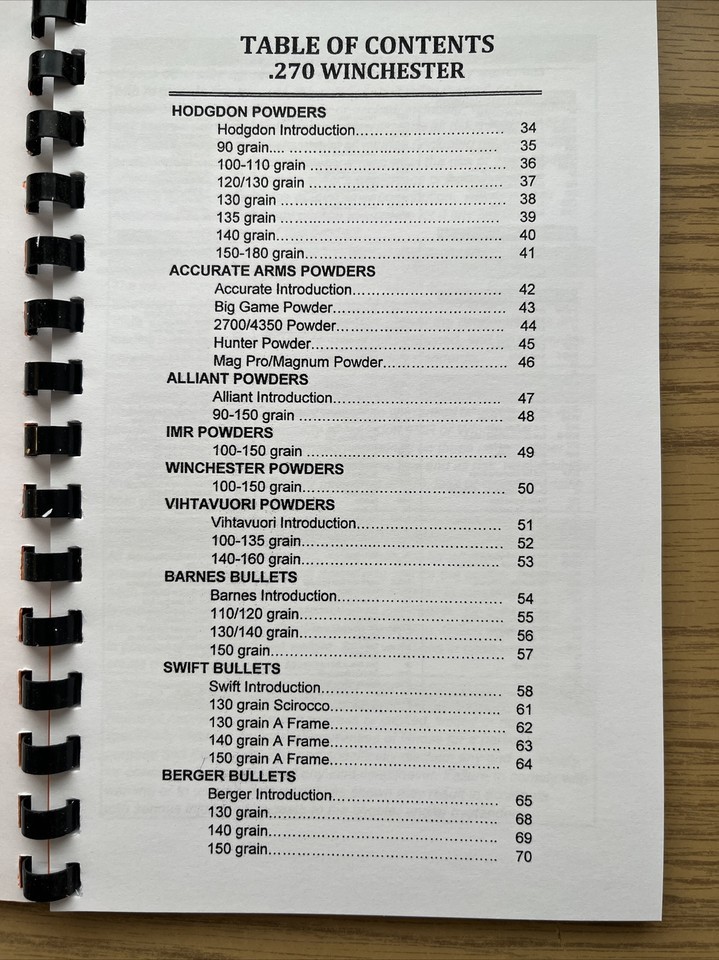 TABLE OF CONTENTS
.270 WINCHESTER
HODGDON POWDERS
Hodgdon Introduction.................................. 34
90 grain.... ............................................... 35
100-110 grain ........................................... 36
120/130 grain .......................................... 37
130 grain ................................................. 38
135 grain ................................................ 39
140 grain.................................................. 40
150-180 grain............................................ 41
ACCURATE ARMS POWDERS
Accurate Introduction................................. 42
Big Game Powder..................................... 43
2700/4350 Powder.................................... 44
Hunter Powder.......................................... 45
Mag Pro/Magnum Powder........................... 46
ALLIANT POWDERS
Alliant Introduction..................................... 47
90-150 grain ............................................. 48
IMR POWDERS
100-150 grain ........................................... 49
WINCHESTER POWDERS
100-150 grain............................................ 50
VIHTAVUORI POWDERS
Vihtavuori Introduction................................ 51
100-135 grain............................................ 52
140-160 grain............................................ 53
BARNES BULLETS
Barnes Introduction.................................... 54
110/120 grain............................................ 55
130/140 grain............................................ 56
150 grain.................................................. 57
SWIFT BULLETS
Swift Introduction....................................... 58
130 grain Scirocco..................................... 61
130 grain A Frame...................................... 62
140 grain A Frame...................................... 63
150 grain A Frame...................................... 64
BERGER BULLETS
Berger Introduction.................................... 65
130 grain.................................................. 68
140 grain.................................................. 69
150 grain.................................................. 70